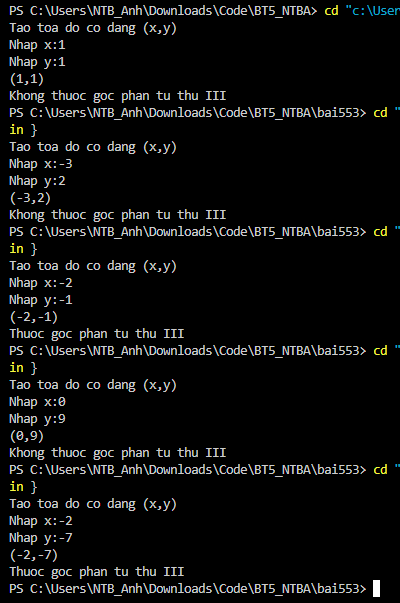 PS C:\Users\NTB_Anh\Downloads\Code\BT5_NTBA> cd "c:\User
Tao toa do co dang (x,y)
Nhap x:1
Nhap y:1
(1,1)
Khong thuoc goc phan tu thu III
PS C:\Users\NTB_Anh\Downloads\Code\BT5_NTBA\bai553> cd "
in }
Tao toa do co dang (x,y)
Nhap x:-3
Nhap y:2
(-3,2)
Khong thuoc goc phan tu thu III
PS C:\Users\NTB_Anh\Downloads\Code\BT5_NTBA\bai553> cd "
in }
Tao toa do co dang (x,y)
Nhap x:-2
Nhap y:-1
(-2,-1)
Thuoc goc phan tu thu III
PS C:\Users\NTB_Anh\Downloads\Code\BT5_NTBA\bai553> cd "
in }
Tao toa do co dang (x,y)
Nhap x:0
Nhap y:9
(0,9)
Khong thuoc goc phan tu thu III
PS C:\Users\NTB_Anh\Downloads\Code\BT5_NTBA\bai553> cd "
in }
Tao toa do co dang (x,y)
Nhap x:-2
Nhap y:-7
(-2,-7)
Thuoc goc phan tu thu III
PS C:\Users\NTB_Anh\Downloads\Code\BT5_NTBA\bai553>